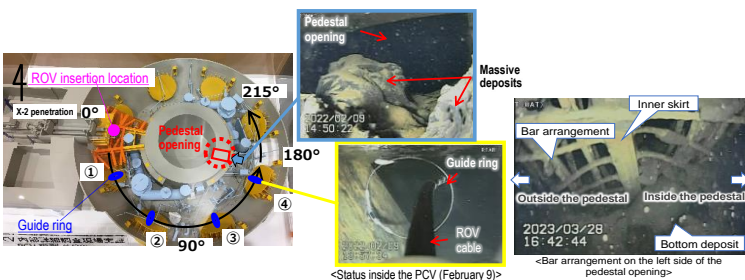 ROV insertion location
X-2 penetration
0°
215°
Pedestal
opening
180°
①
Guide ring
②
90°
③
④
Pedestal
opening
Massive
deposits
2022/02/09
14:50:22
Guide ring
ROV
cable
<Status inside the PCV (February 9)>
Inner skirt
Bar arrangement
Outside the pedestal
Inside the pedestal
2023/03/28
16:42:44
Bottom deposit
<Bar arrangement on the left side of the
pedestal opening>